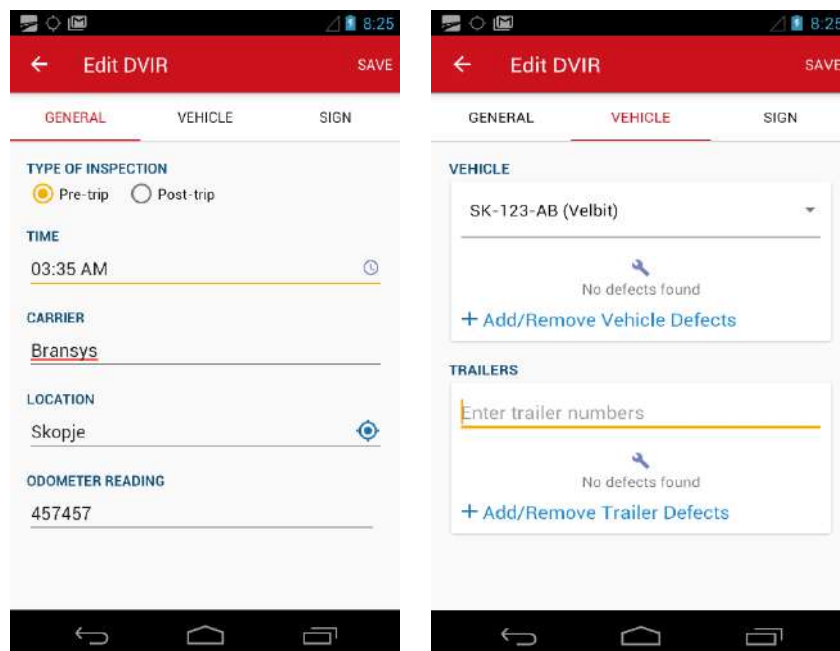 8:25
Edit DVIR
SAVE
GENERAL VEHICLE SIGN
TYPE OF INSPECTION
Pre-trip Post-trip
TIME
03:35 AM
CARRIER
Bransys
LOCATION
Skopje
ODOMETER READING
457457
8:25
Edit DVIR
SAVE
GENERAL VEHICLE SIGN
VEHICLE
SK-123-AB (Velbit)
No defects found
+ Add/Remove Vehicle Defects
TRAILERS
Enter trailer numbers
No defects found
+ Add/Remove Trailer Defects